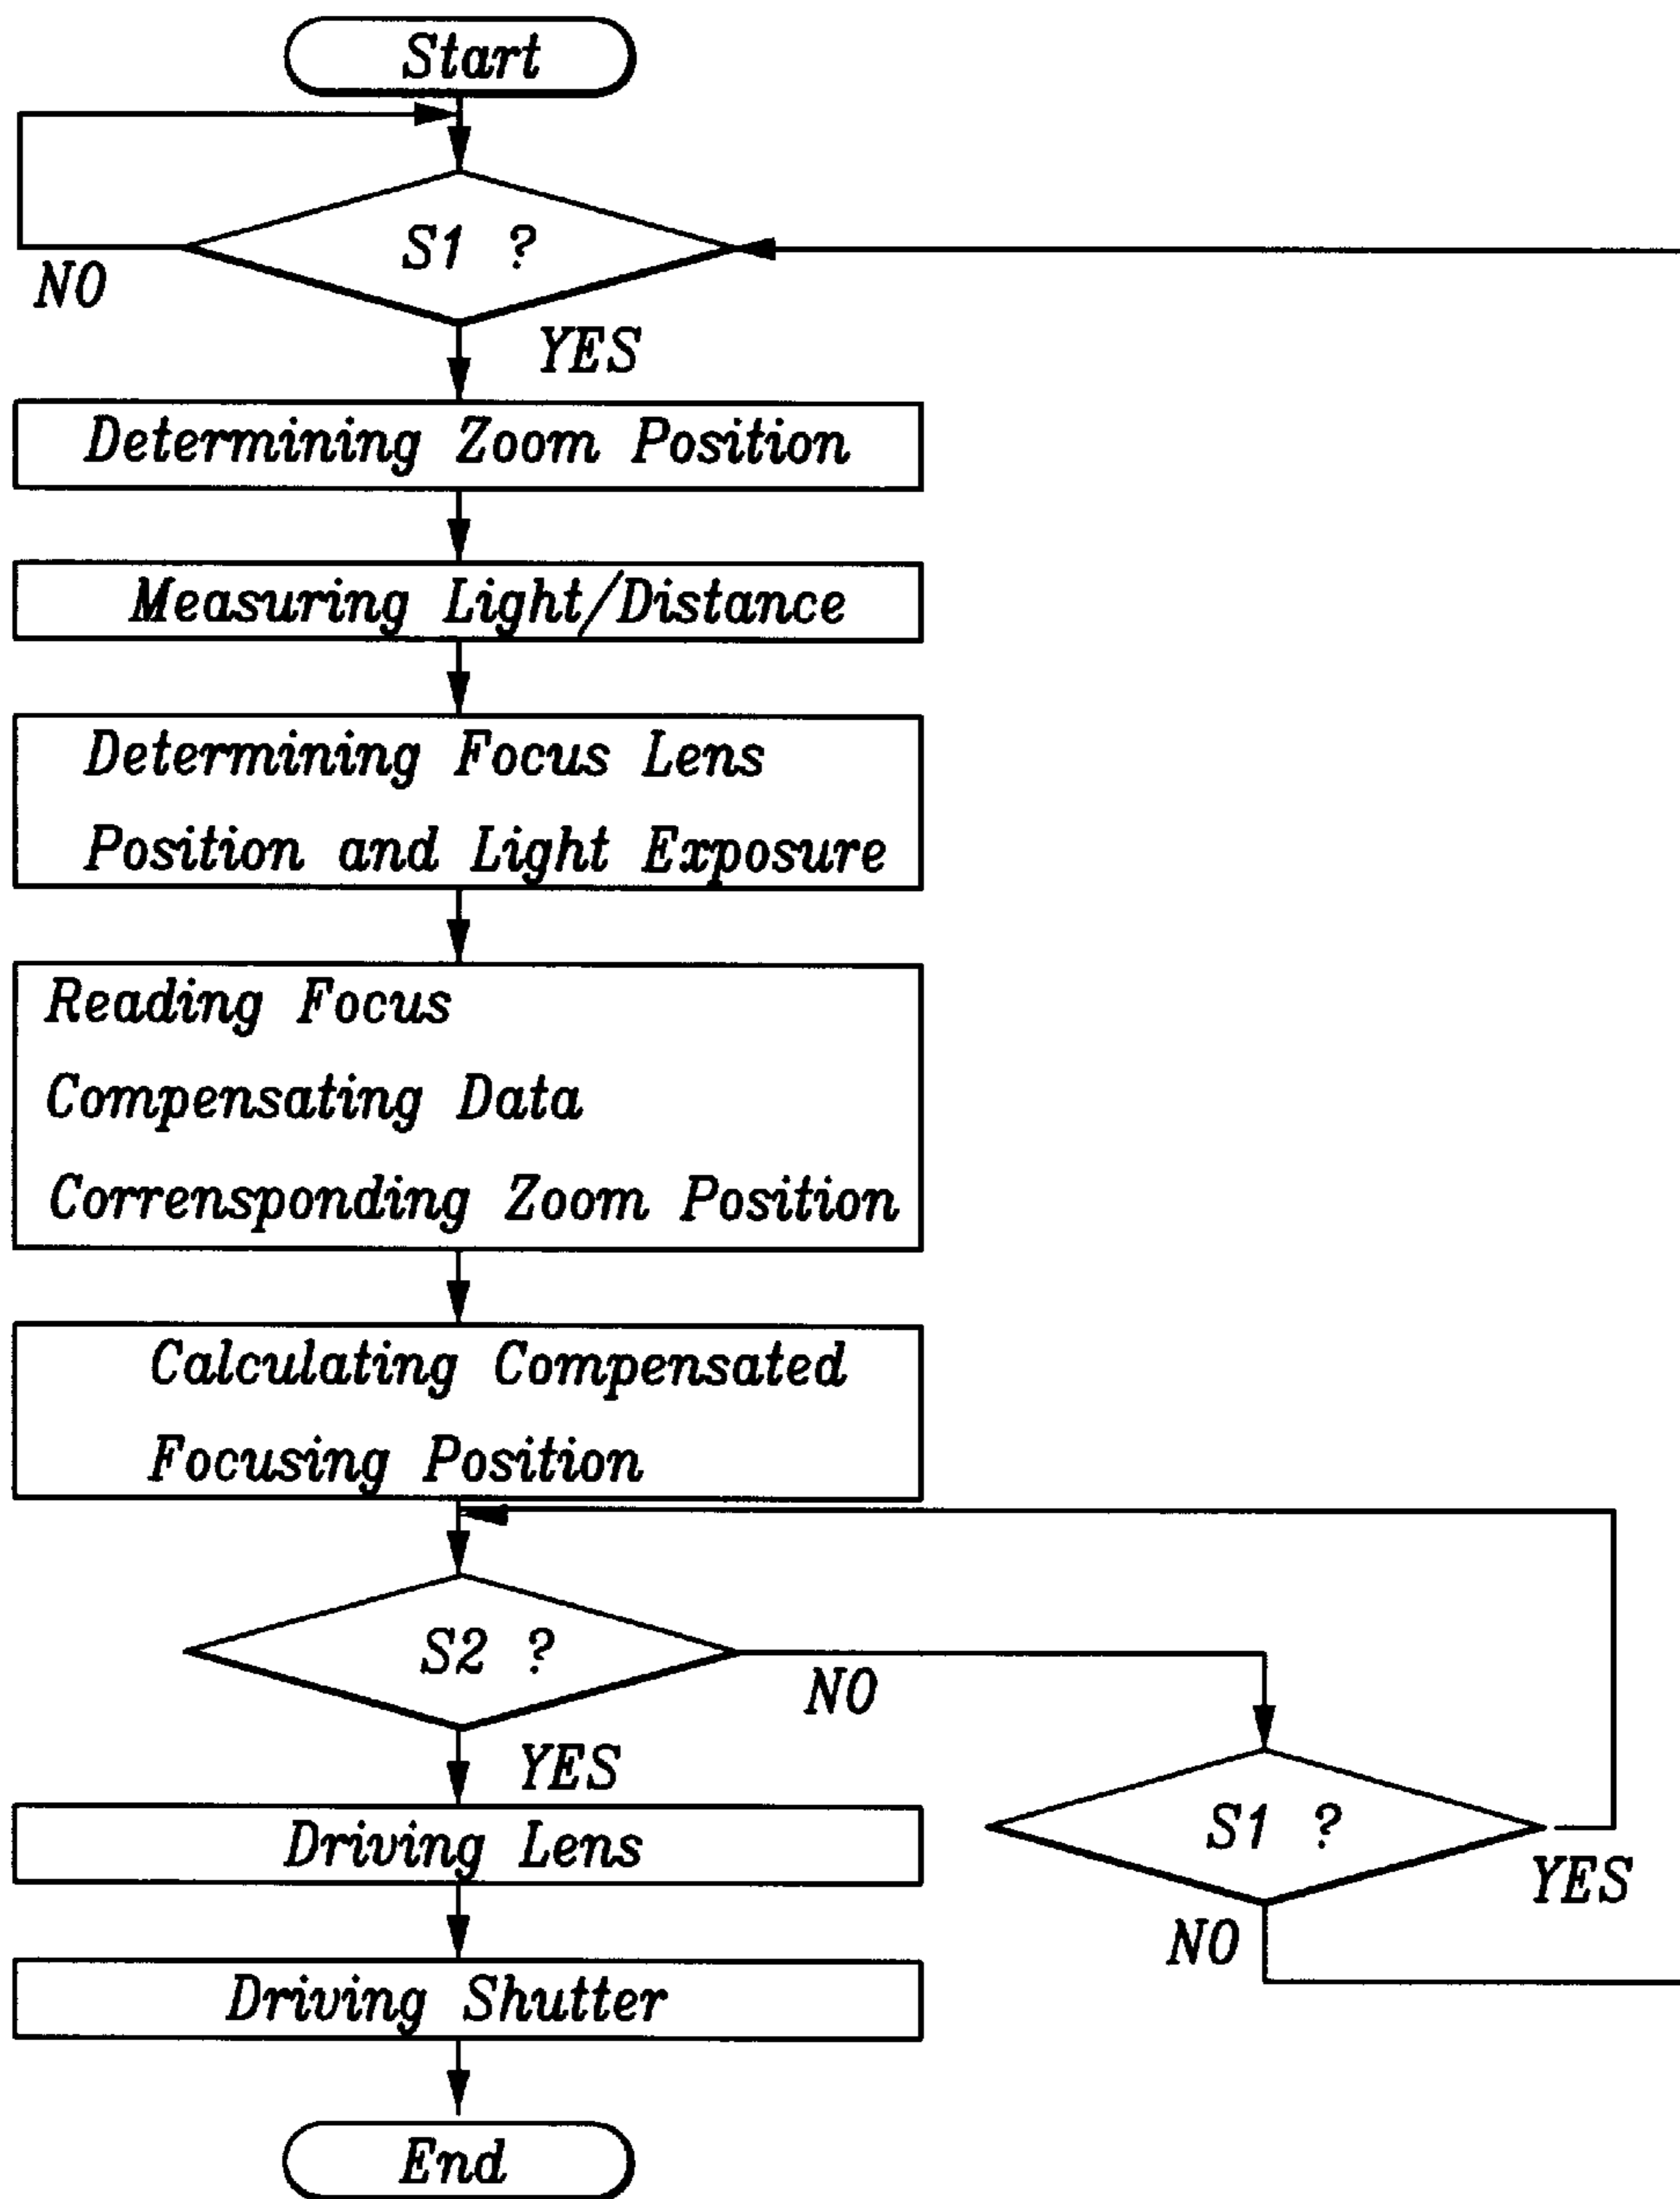 Start
S1 ?
NO
YES
Determining Zoom Position
Measuring Light/Distance
Determining Focus Lens
Position and Light Exposure
Reading Focus
Compensating Data
Corrensponding Zoom Position
Calculating Compensated
Focusing Position
S2 ?
NO
YES
S1 ?
YES
NO
Driving Lens
Driving Shutter
End